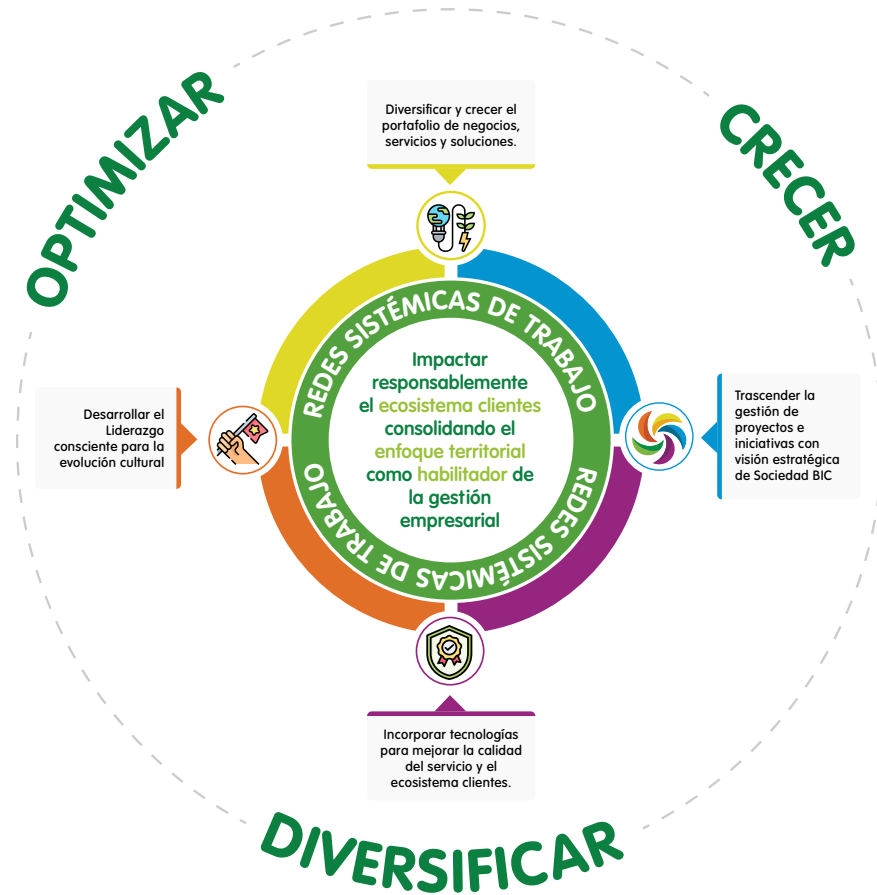 OPTIMIZAR
CRECER
Diversificar y crecer el
portafolio de negocios,
servicios y soluciones.
REDES SISTÉMICAS DE TRABAJO
Impactar
responsablemente
el ecosistema clientes
consolidando el
enfoque territorial
como habilitador de
la gestión
empresarial
Desarrollar el
Liderazgo
consciente para la
evolución cultural
Trascender la
gestión de
proyectos e
iniciativas con
visión estratégica
de Sociedad BIC
REDES SISTÉMICAS DE TRABAJO
Incorporar tecnologías
para mejorar la calidad
del servicio y el
ecosistema clientes.
DIVERSIFICAR